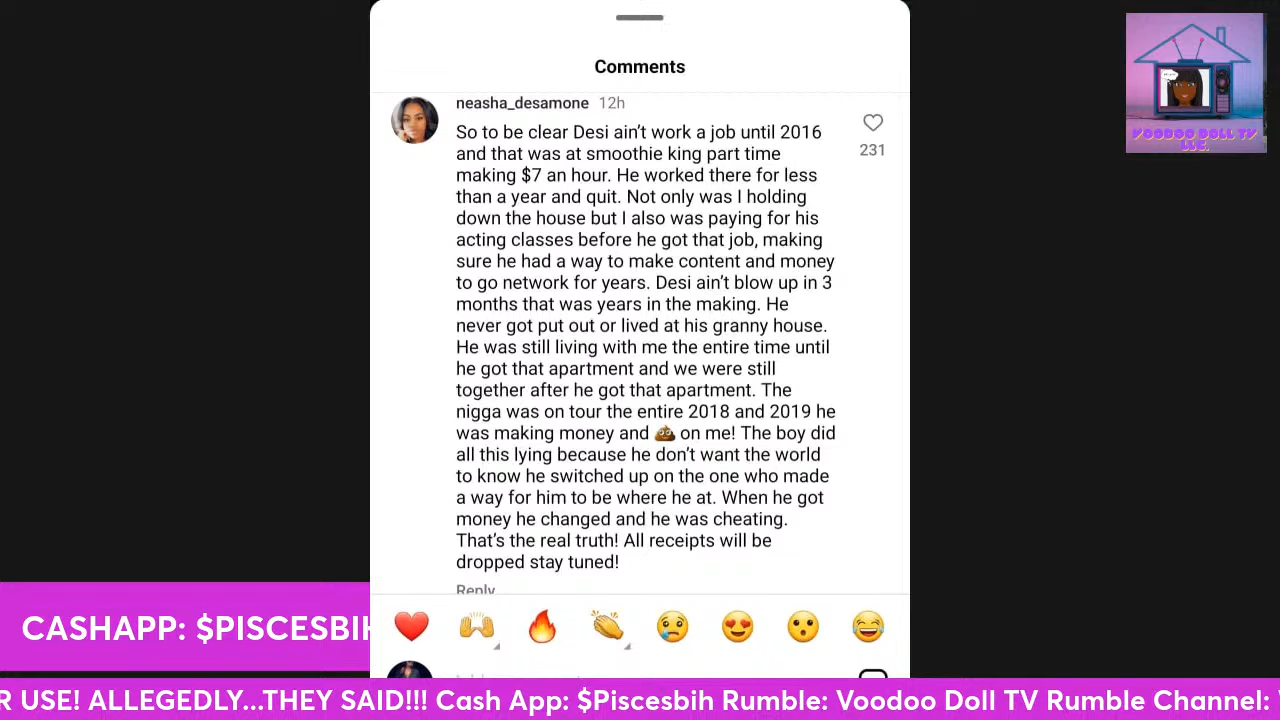 Comments
neasha_desamone 12h
So to be clear Desi ain't work a job until 2016
and that was at smoothie king part time
making $7 an hour. He worked there for less
than a year and quit. Not only was I holding
down the house but I also was paying for his
acting classes before he got that job, making
sure he had a way to make content and money
to go network for years. Desi ain't blow up in 3
months that was years in the making. He
never got put out or lived at his granny house.
He was still living with me the entire time until
he got that apartment and we were still
together after he got that apartment. The
nigga was on tour the entire 2018 and 2019 he
was making money and 💩 on me! The boy did
all this lying because he don't want the world
to know he switched up on the one who made
a way for him to be where he at. When he got
money he changed and he was cheating.
That's the real truth! All receipts will be
dropped stay tuned!
231
Reply
VOODOO DOLL TV
LLC.
CASHAPP: $PISCESBIH
R USE! ALLEGEDLY...THEY SAID!!! Cash App: $Piscesbih Rumble: Voodoo Doll TV Rumble Channel: